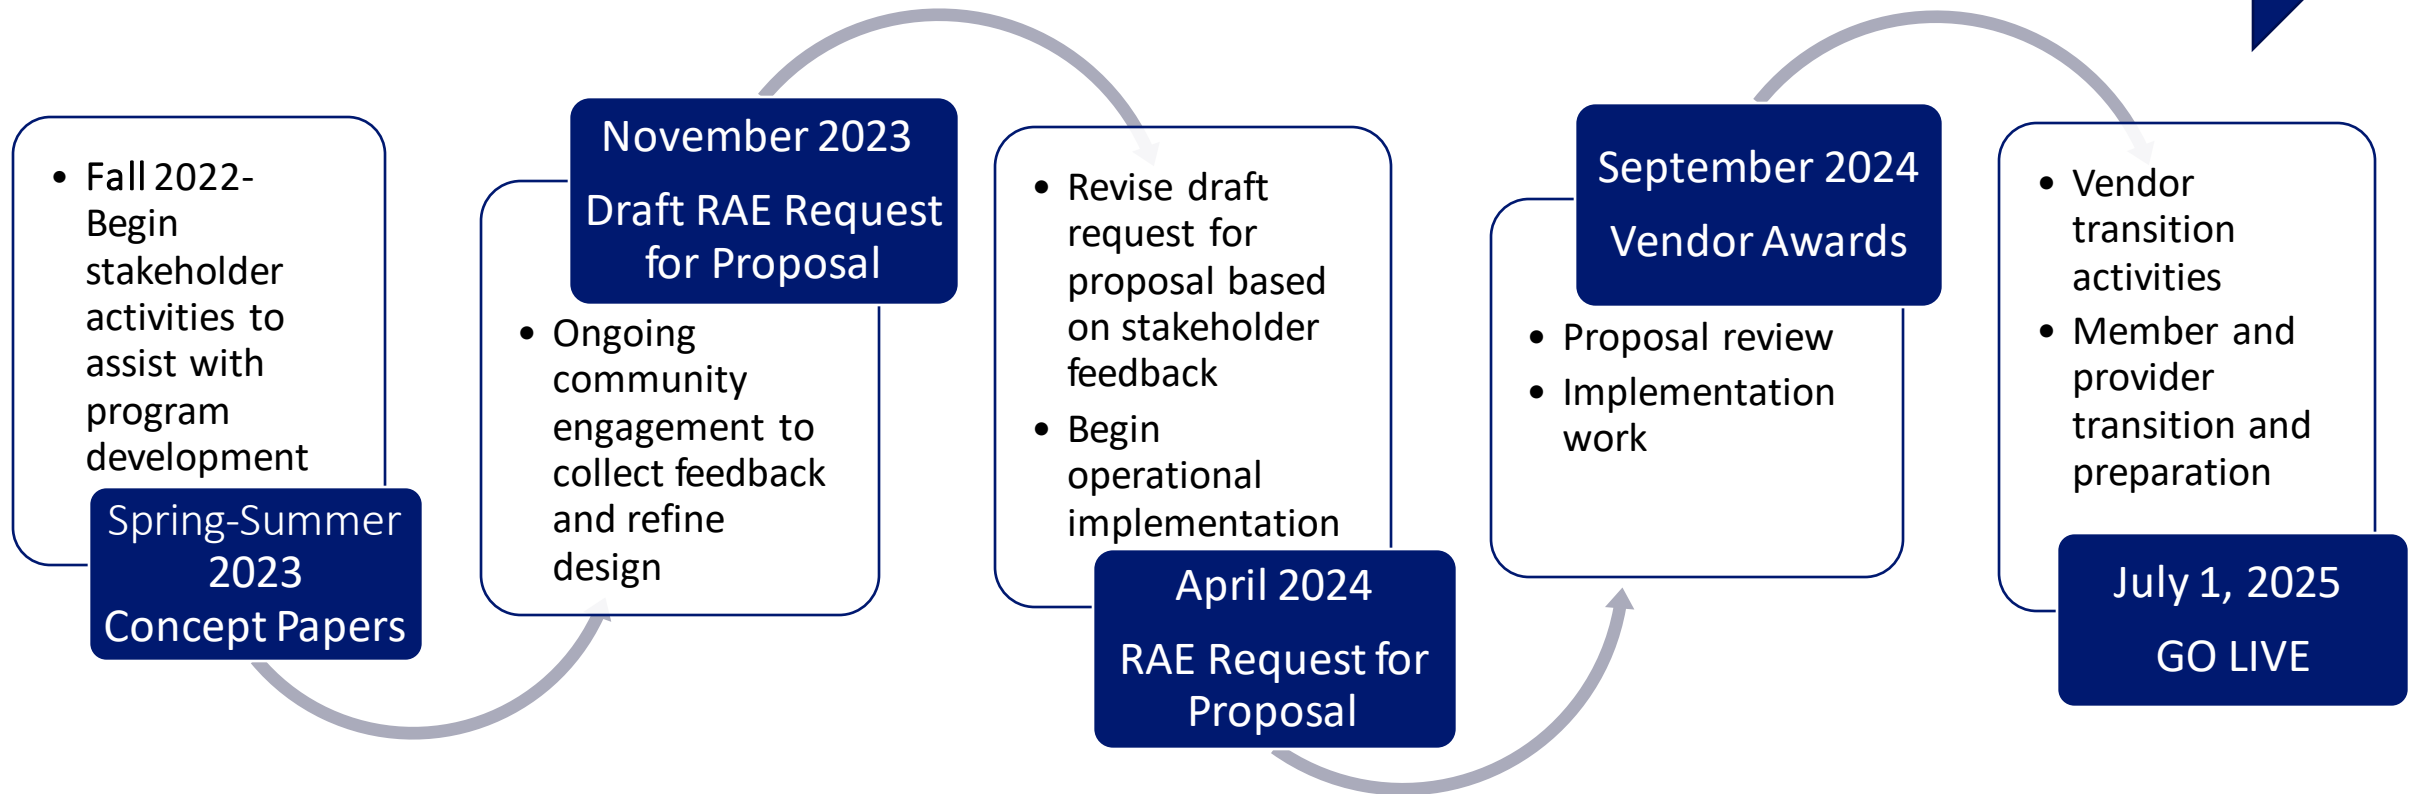 • Fall 2022-
Begin
stakeholder
activities to
assist with
program
development
Spring-Summer
2023
Concept Papers
November 2023
Draft RAE Request
for Proposal
• Ongoing
community
engagement to
collect feedback
and refine
design
• Revise draft
request for
proposal based
on stakeholder
feedback
• Begin
operational
implementation
April 2024
RAE Request for
Proposal
September 2024
Vendor Awards
• Proposal review
• Implementation
work
• Vendor
transition
activities
• Member and
provider
transition and
preparation
July 1, 2025
GO LIVE